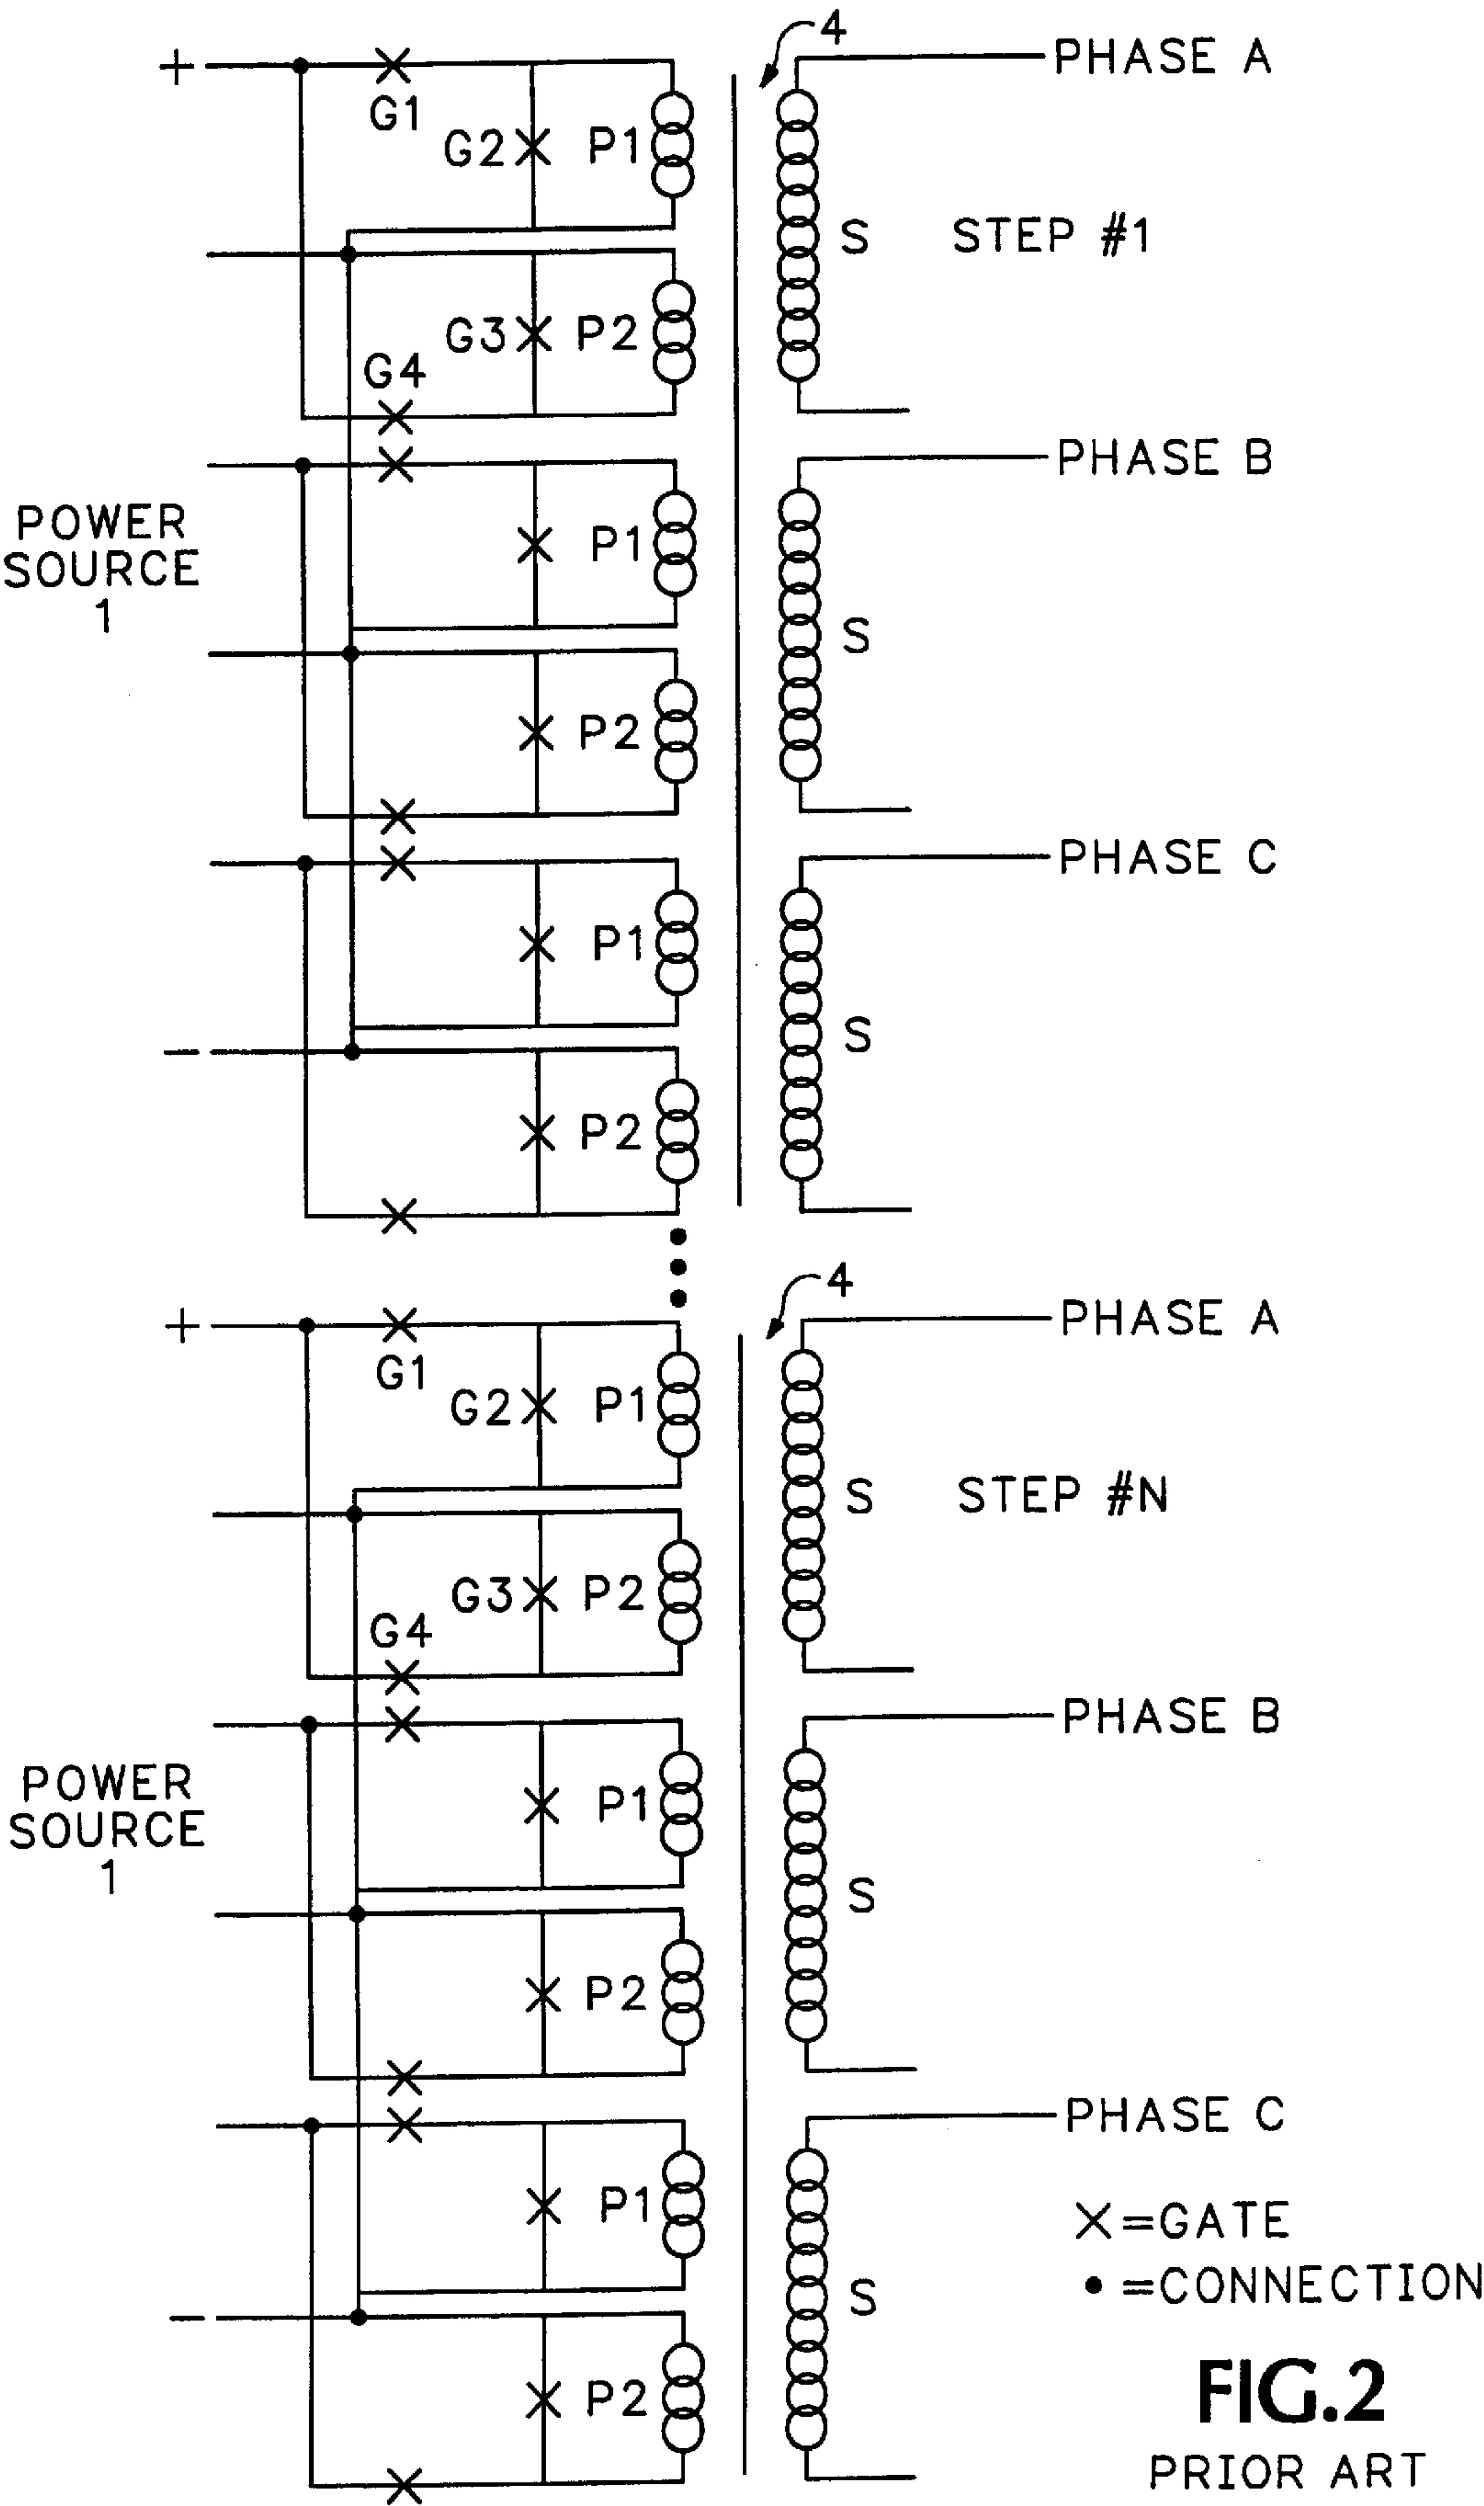 4
+
PHASE A
G1
G2
P1
S
STEP #1
G3
P2
G4
PHASE B
POWER
SOURCE
1
P1
S
P2
PHASE C
P1
S
−
P2
4
+
PHASE A
G1
G2
P1
S
STEP #N
G3
P2
G4
PHASE B
POWER
SOURCE
1
P1
S
P2
PHASE C
P1
X=GATE
S
●=CONNECTION
−
P2
FIG.2
PRIOR ART